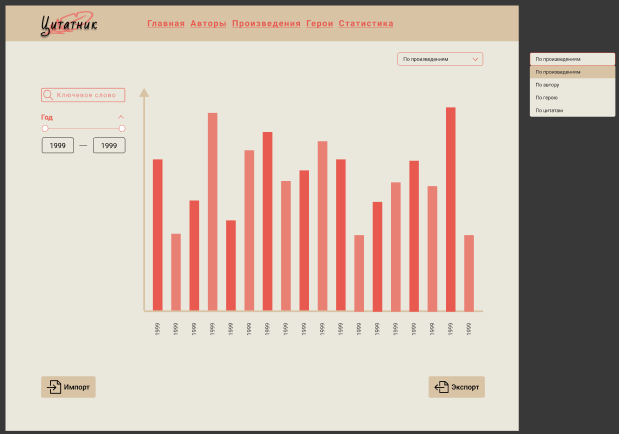 Цитатник
Главная Авторы Произведения Герои Статистика
По произведениям
По произведениям
По произведениям
По автору
По герою
По цитатам
Ключевое слово
Год
1999 — 1999
1999 1999 1999 1999 1999 1999 1999 1999 1999 1999 1999 1999 1999 1999 1999 1999 1999 1999
Импорт
Экспорт